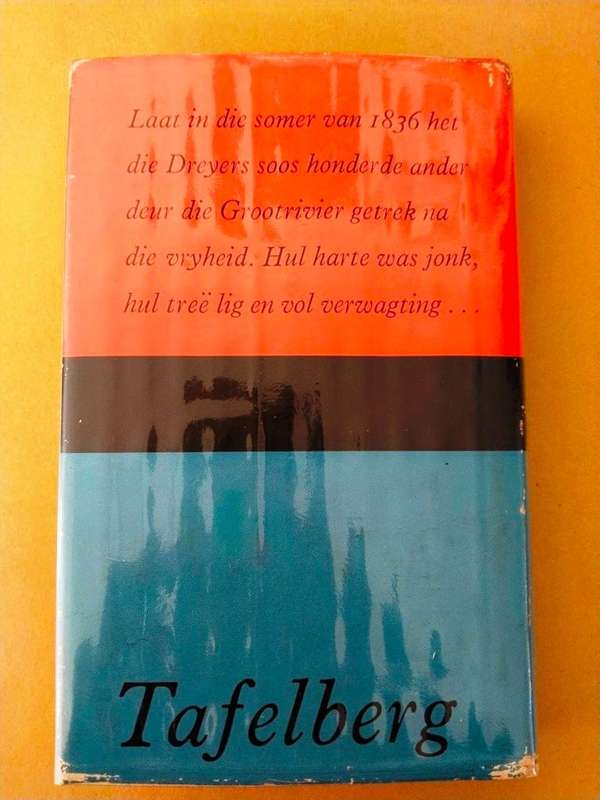 Laat in die somer van 1836 het
die Dreyers soos honderde ander
deur die Grootrivier getrek na
die vryheid. Hul harte was jonk,
hul treë lig en vol verwagting . . .
Tafelberg